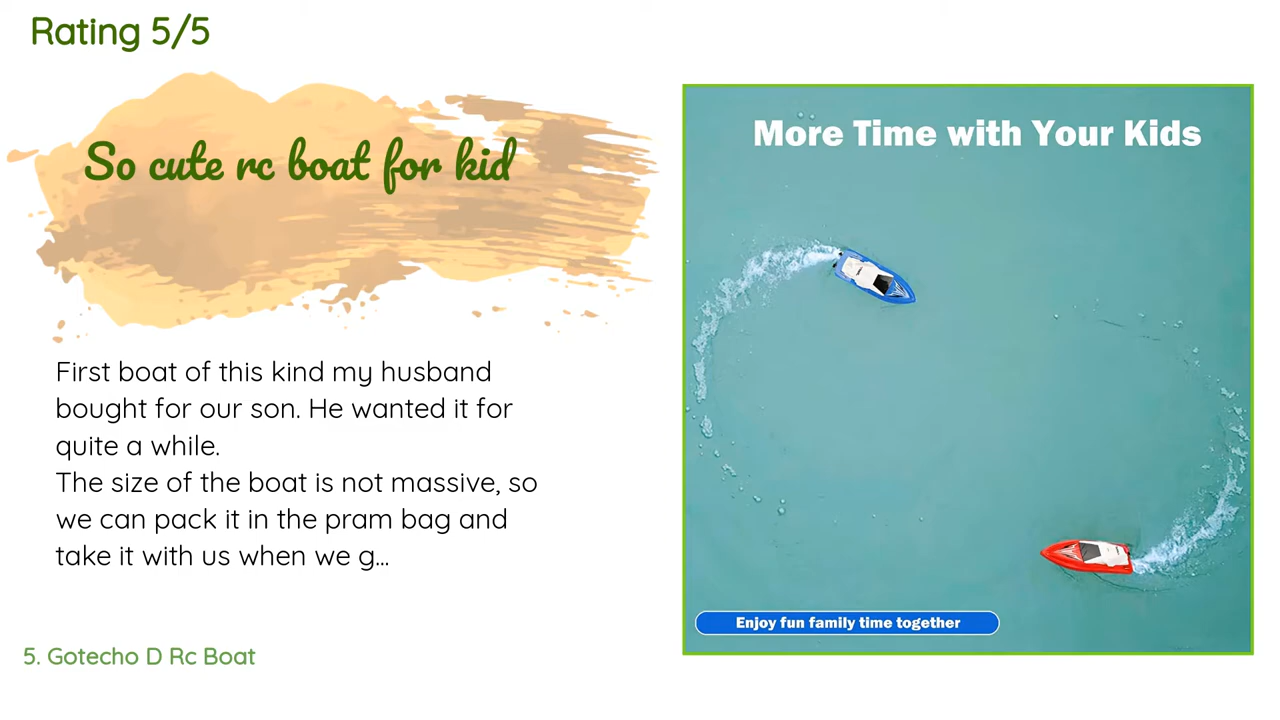 Rating 5/5
So cute rc boat for kid
First boat of this kind my husband
bought for our son. He wanted it for
quite a while.
The size of the boat is not massive, so
we can pack it in the pram bag and
take it with us when we g...
5. Gotecho D Rc Boat
More Time with Your Kids
Enjoy fun family time together